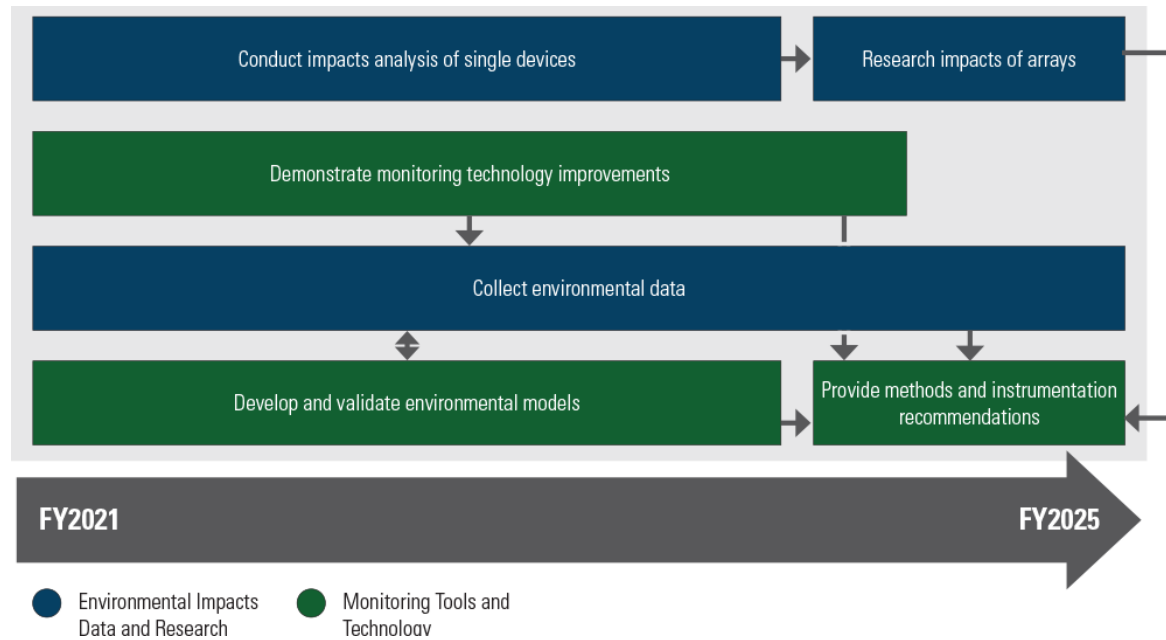 Conduct impacts analysis of single devices
Research impacts of arrays
Demonstrate monitoring technology improvements
Collect environmental data
Develop and validate environmental models
Provide methods and instrumentation
recommendations
FY2021
FY2025
Environmental Impacts
Data and Research
Monitoring Tools and
Technology